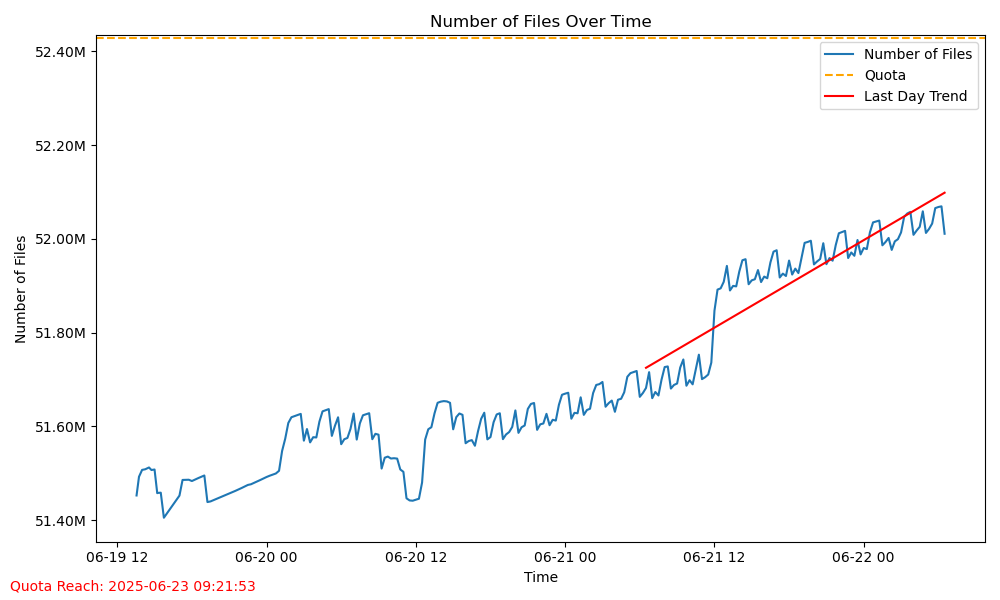 Number of Files Over Time
Number of Files
Quota
Last Day Trend
52.40M
52.20M
52.00M
51.80M
51.60M
51.40M
Number of Files
06-19 12
06-20 00
06-20 12
06-21 00
06-21 12
06-22 00
Time
Quota Reach: 2025-06-23 09:21:53